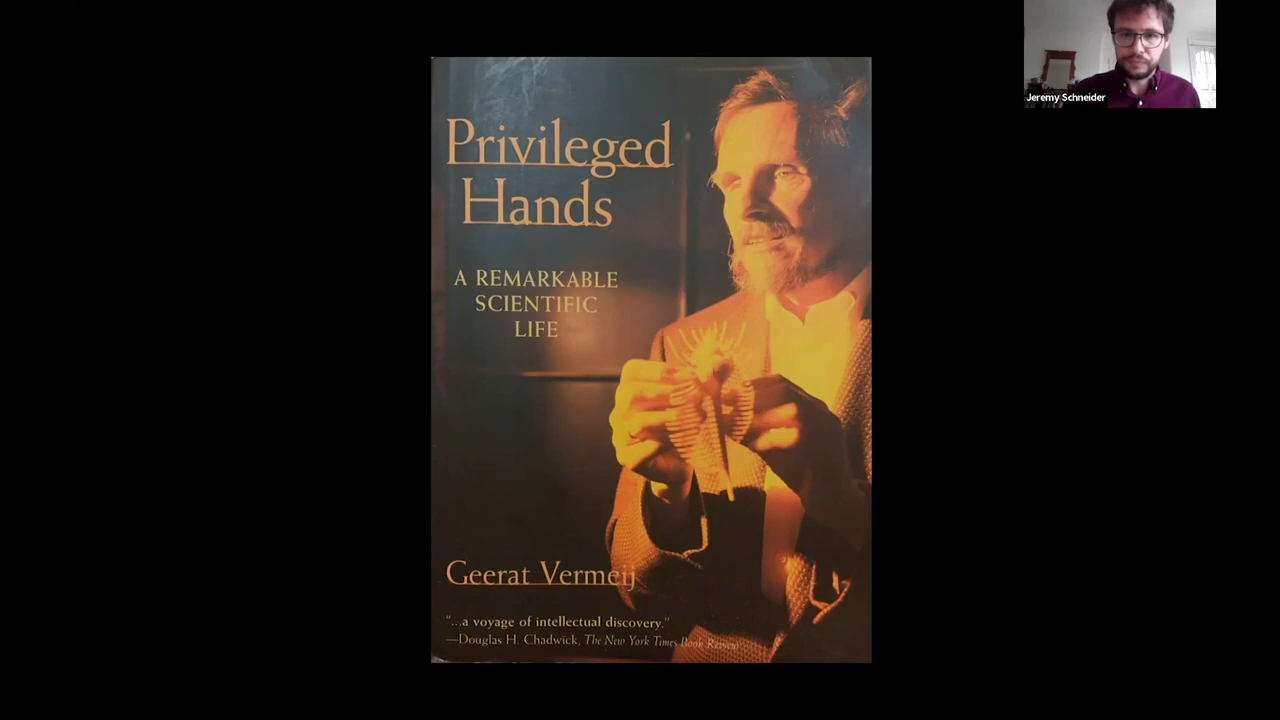 Privileged
Hands
A REMARKABLE
SCIENTIFIC
LIFE
Geerat Vermeij
"...a voyage of intellectual discovery."
—Douglas H. Chadwick, The New York Times Book Review
Jeremy Schneider